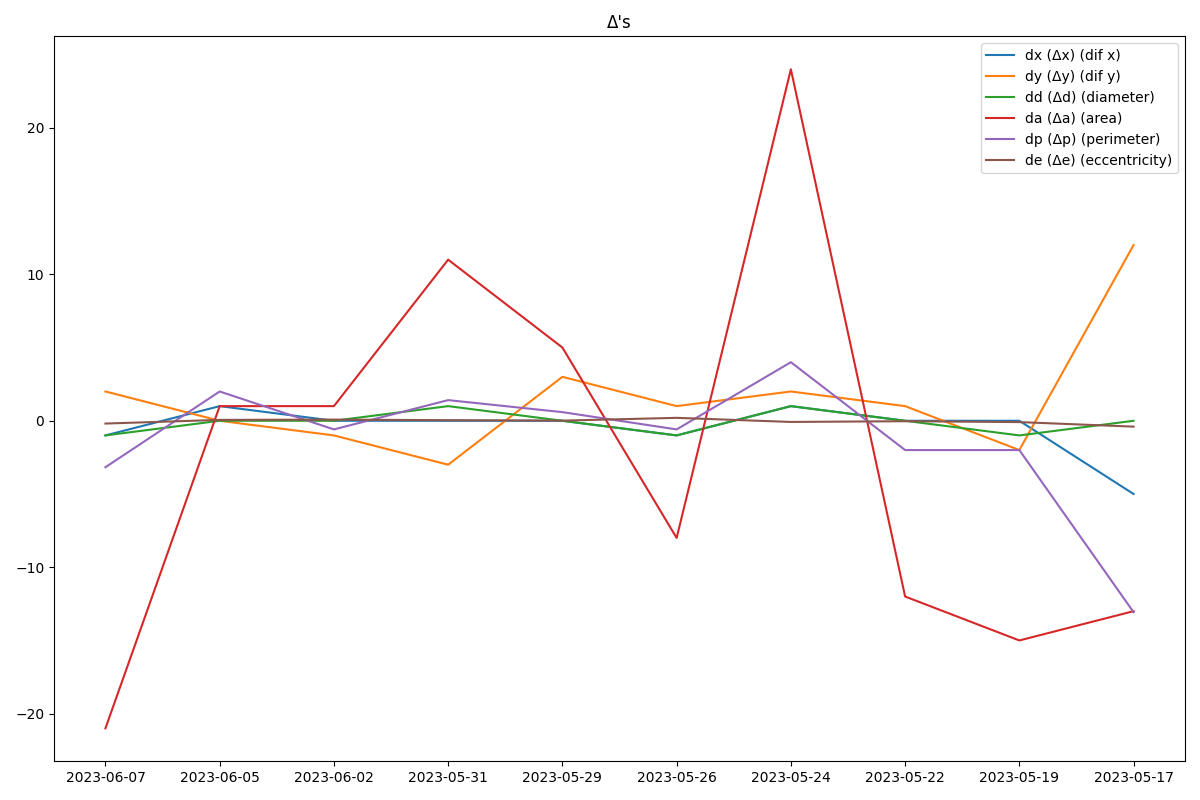 Δ's
dx (Δx) (dif x)
dy (Δy) (dif y)
dd (Δd) (diameter)
da (Δa) (area)
dp (Δp) (perimeter)
de (Δe) (eccentricity)
20
10
0
−10
−20
2023-06-07 2023-06-05 2023-06-02 2023-05-31 2023-05-29 2023-05-26 2023-05-24 2023-05-22 2023-05-19 2023-05-17